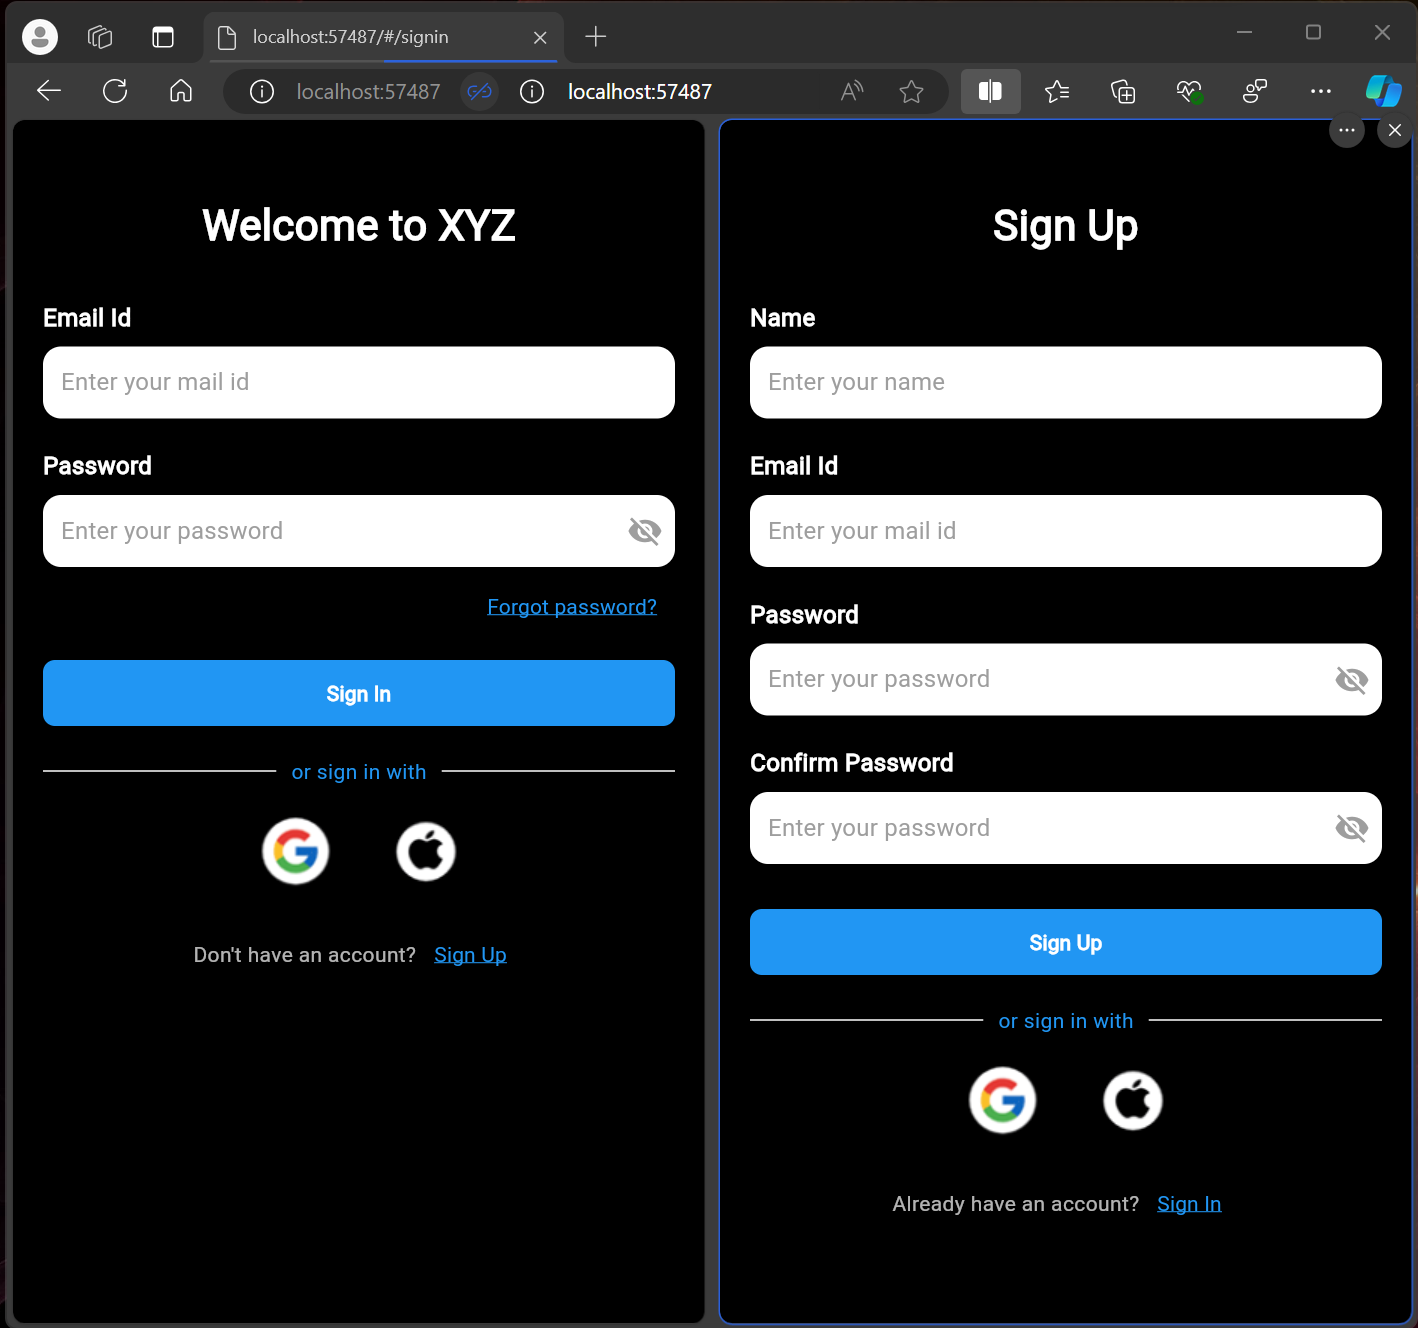 localhost:57487/#/signin
localhost:57487
localhost:57487
Welcome to XYZ
Email Id
Enter your mail id
Password
Enter your password
Forgot password?
Sign In
or sign in with
Don't have an account? Sign Up
Sign Up
Name
Enter your name
Email Id
Enter your mail id
Password
Enter your password
Confirm Password
Enter your password
Sign Up
or sign in with
Already have an account? Sign In